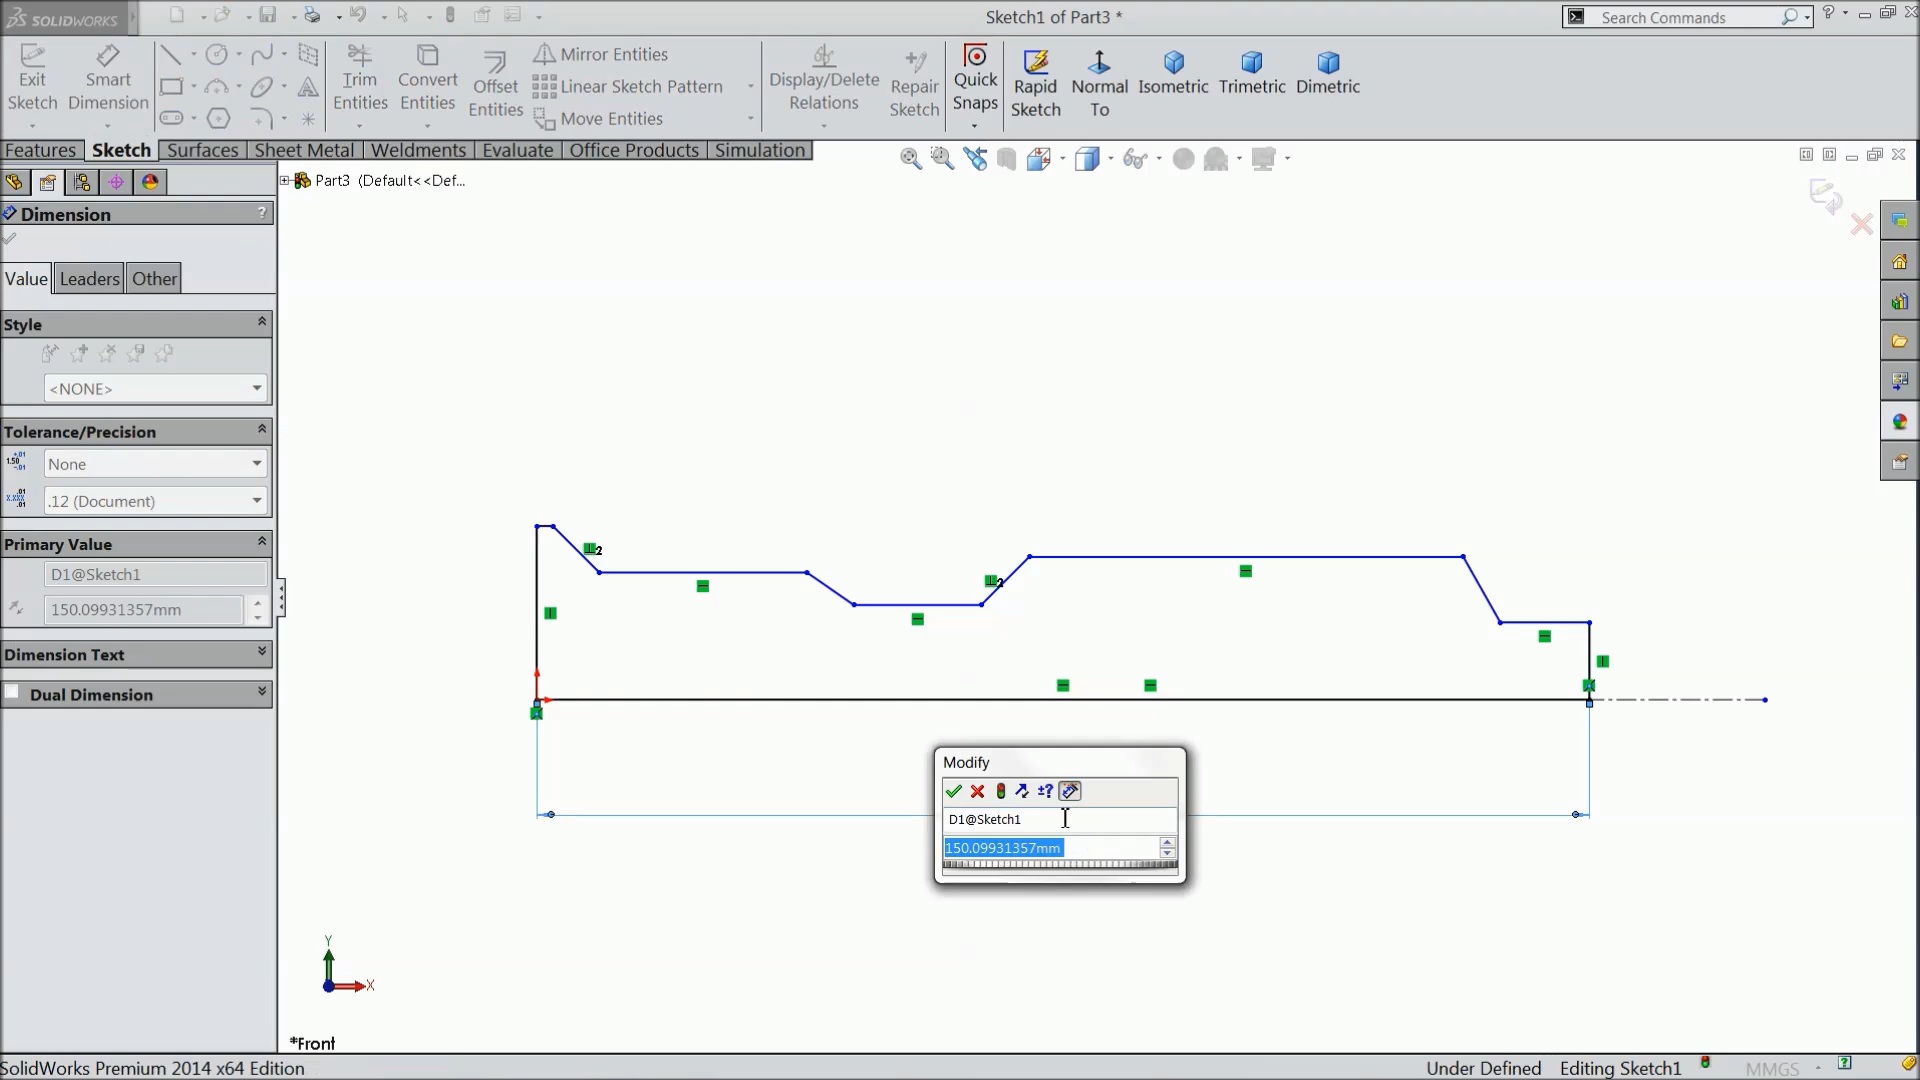 SOLIDWORKS
Sketch1 of Part3 *
Search Commands
?
Exit Sketch
Smart Dimension
Trim Entities
Convert Entities
Offset Entities
Mirror Entities
Linear Sketch Pattern
Move Entities
Display/Delete Relations
Repair Sketch
Quick Snaps
Rapid Sketch
Normal To
Isometric
Trimetric
Dimetric
Features
Sketch
Surfaces
Sheet Metal
Weldments
Evaluate
Office Products
Simulation
Part3 (Default<<Def...
Dimension
?
Value
Leaders
Other
Style
<NONE>
Tolerance/Precision
None
.12 (Document)
Primary Value
D1@Sketch1
150.09931357mm
Dimension Text
Dual Dimension
2
2
Modify
D1@Sketch1
150.09931357mm
Y
X
*Front
SolidWorks Premium 2014 x64 Edition
Under Defined
Editing Sketch1
MMGS